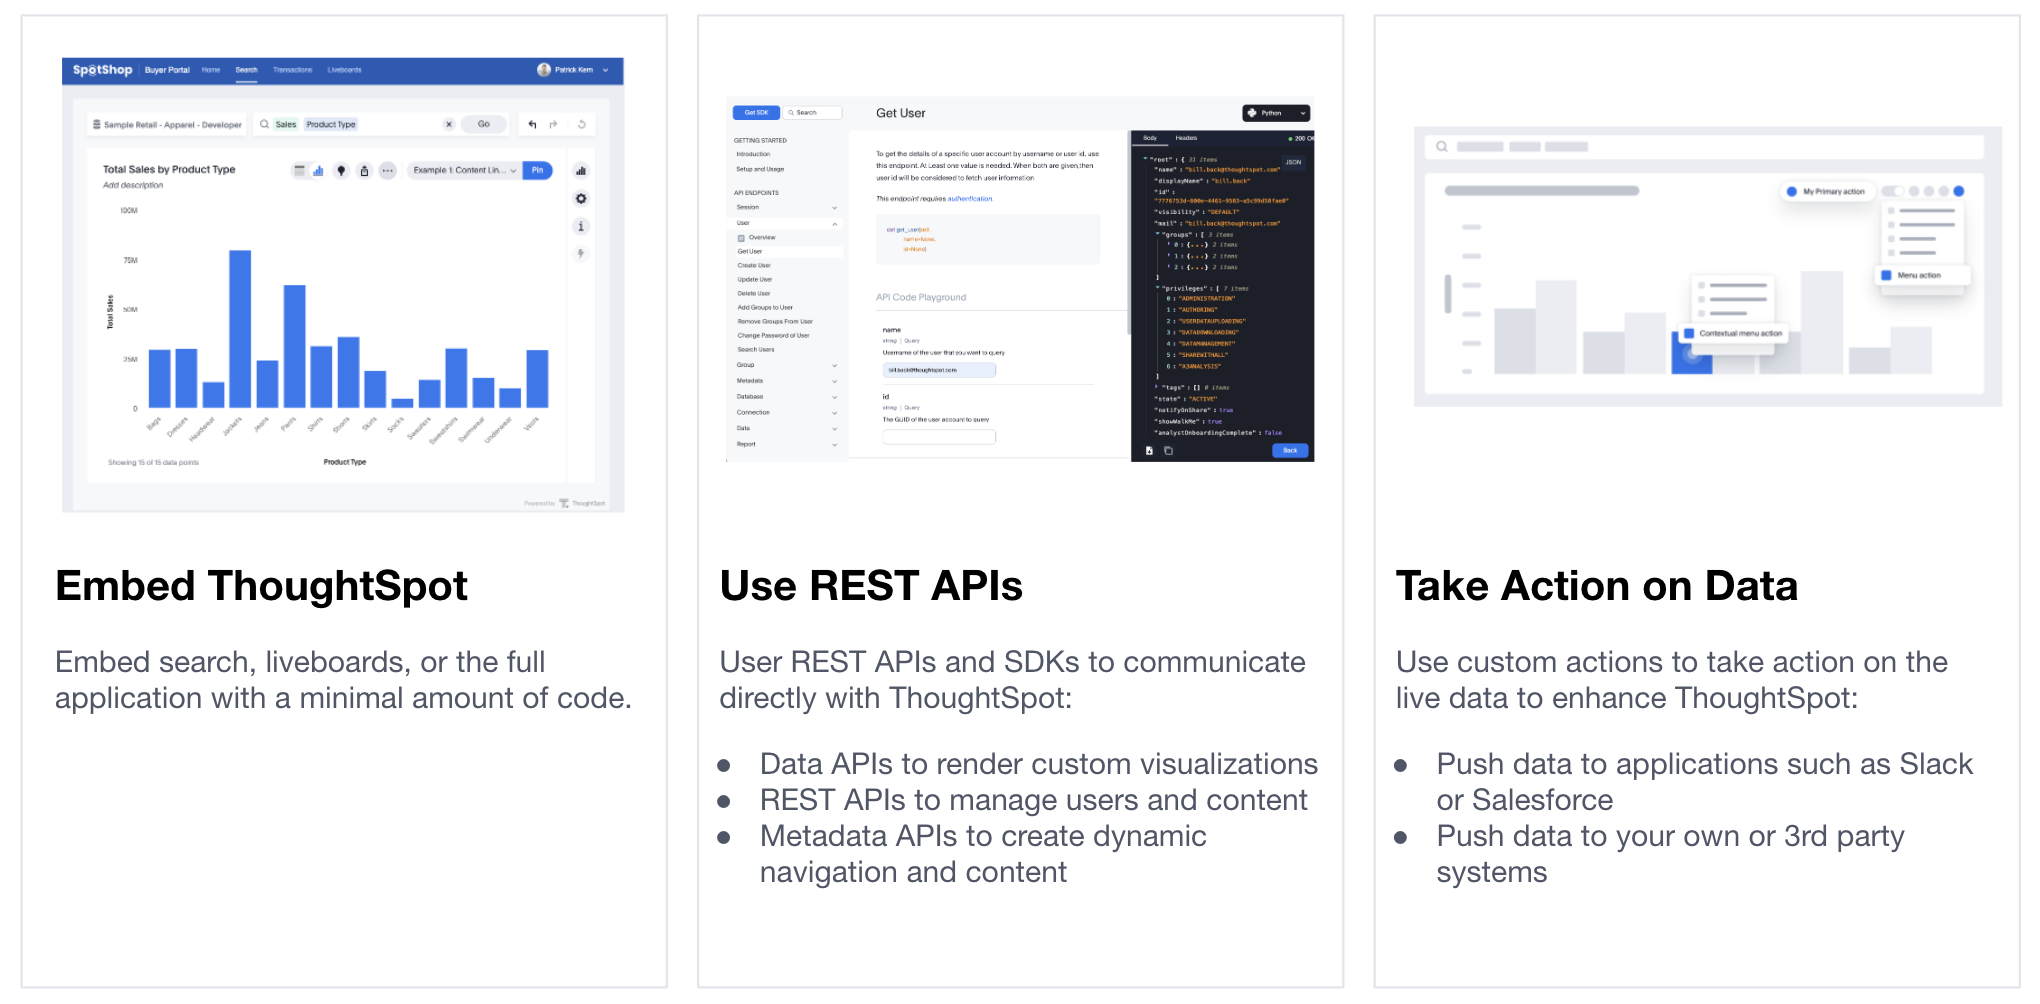 SpotShop Buyer Portal Home Search Transactions Liveboards Patrick Kern
Sample Retail - Apparel - Developer Sales Product Type Go
Total Sales by Product Type Example 1: Content Lin... Pin
Add description
100M
75M
50M
25M
0
Total Sales
Bags Dresses Headwear Jackets Jeans Pants Shirts Shorts Skirts Socks Sweaters Sweatshirts Swimwear Underwear Vests
Showing 15 of 15 data points
Product Type
Powered by ThoughtSpot
Embed ThoughtSpot
Embed search, liveboards, or the full
application with a minimal amount of code.
Get SDK Search
GETTING STARTED
Introduction
Setup and Usage
API ENDPOINTS
Session
User
Overview
Get User
Create User
Update User
Delete User
Add Groups to User
Remove Groups From User
Change Password of User
Search Users
Group
Metadata
Database
Connection
Data
Report
Get User
Python
To get the details of a specific user account by username or user id, use
this endpoint. At Least one value is needed. When both are given,then
user id will be considered to fetch user information
This endpoint requires authentication.
def get_user(self,
name=None,
id=None)
API Code Playground
name
string | Query
Username of the user that you want to query
bill.back@thoughtspot.com
id
string | Query
The GUID of the user account to query
Body Headers 200 OK
JSON
"root" : { 31 items
"name" : "bill.back@thoughtspot.com"
"displayName" : "bill.back"
"id" :
"visibility" : "DEFAULT"
"mail" : "bill.back@thoughtspot.com"
"groups" : [ 3 items
0 : {...} 2 items
1 : {...} 2 items
2 : {...} 2 items
]
"privileges" : [ 7 items
0 : "ADMINISTRATION"
1 : "AUTHORING"
2 : "USERDATAUPLOADING"
3 : "DATADOWNLOADING"
4 : "DATAMANAGEMENT"
5 : "SHAREWITHALL"
6 : "A3ANALYSIS"
]
"tags" : [] 0 items
"state" : "ACTIVE"
"notifyOnShare" : true
"showWalkMe" : true
"analystOnboardingComplete" : false
Back
Use REST APIs
User REST APIs and SDKs to communicate
directly with ThoughtSpot:
● Data APIs to render custom visualizations
● REST APIs to manage users and content
● Metadata APIs to create dynamic
navigation and content
My Primary action
Menu action
Contextual menu action
Take Action on Data
Use custom actions to take action on the
live data to enhance ThoughtSpot:
● Push data to applications such as Slack
or Salesforce
● Push data to your own or 3rd party
systems